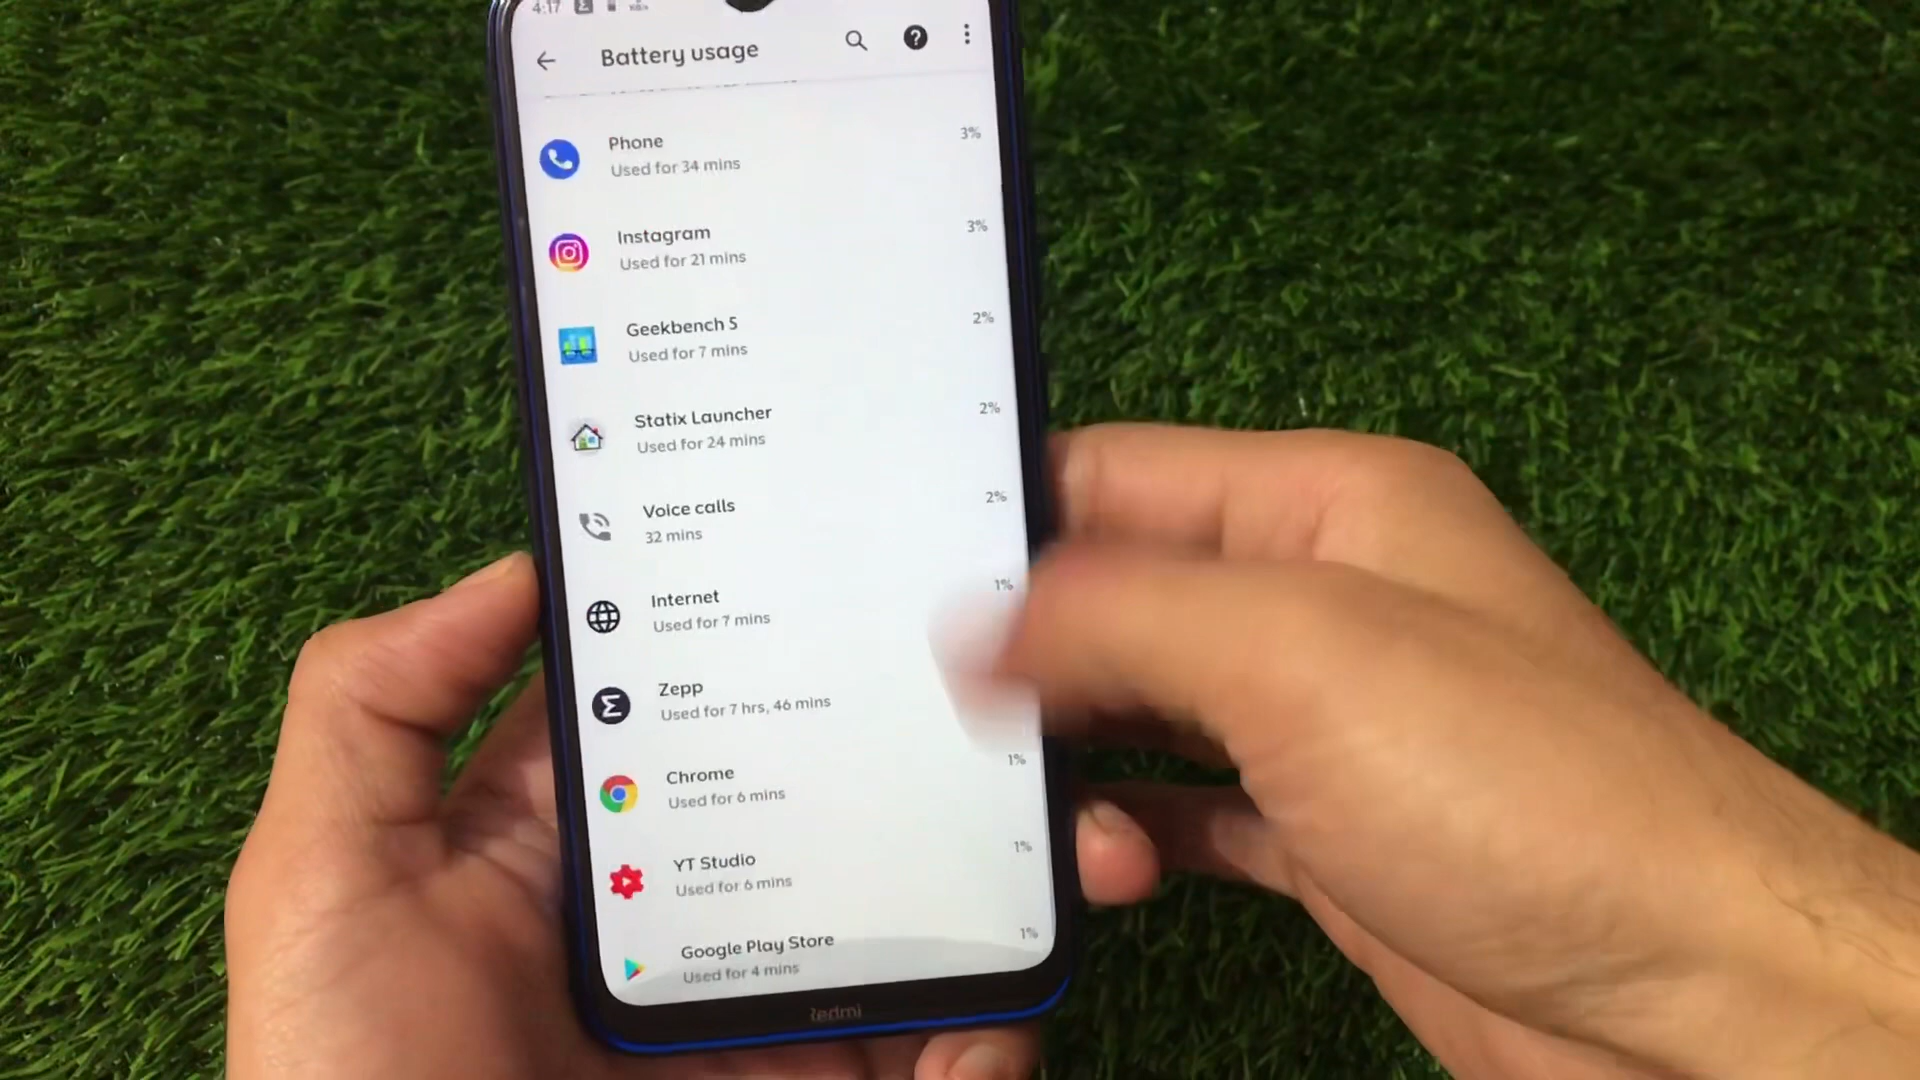 4:17
Battery usage
Phone
3%
Used for 34 mins
Instagram
3%
Used for 21 mins
Geekbench 5
2%
Used for 7 mins
Statix Launcher
2%
Used for 24 mins
Voice calls
2%
32 mins
Internet
1%
Used for 7 mins
Zepp
Used for 7 hrs, 46 mins
Chrome
1%
Used for 6 mins
YT Studio
1%
Used for 6 mins
Google Play Store
1%
Used for 4 mins
Redmi